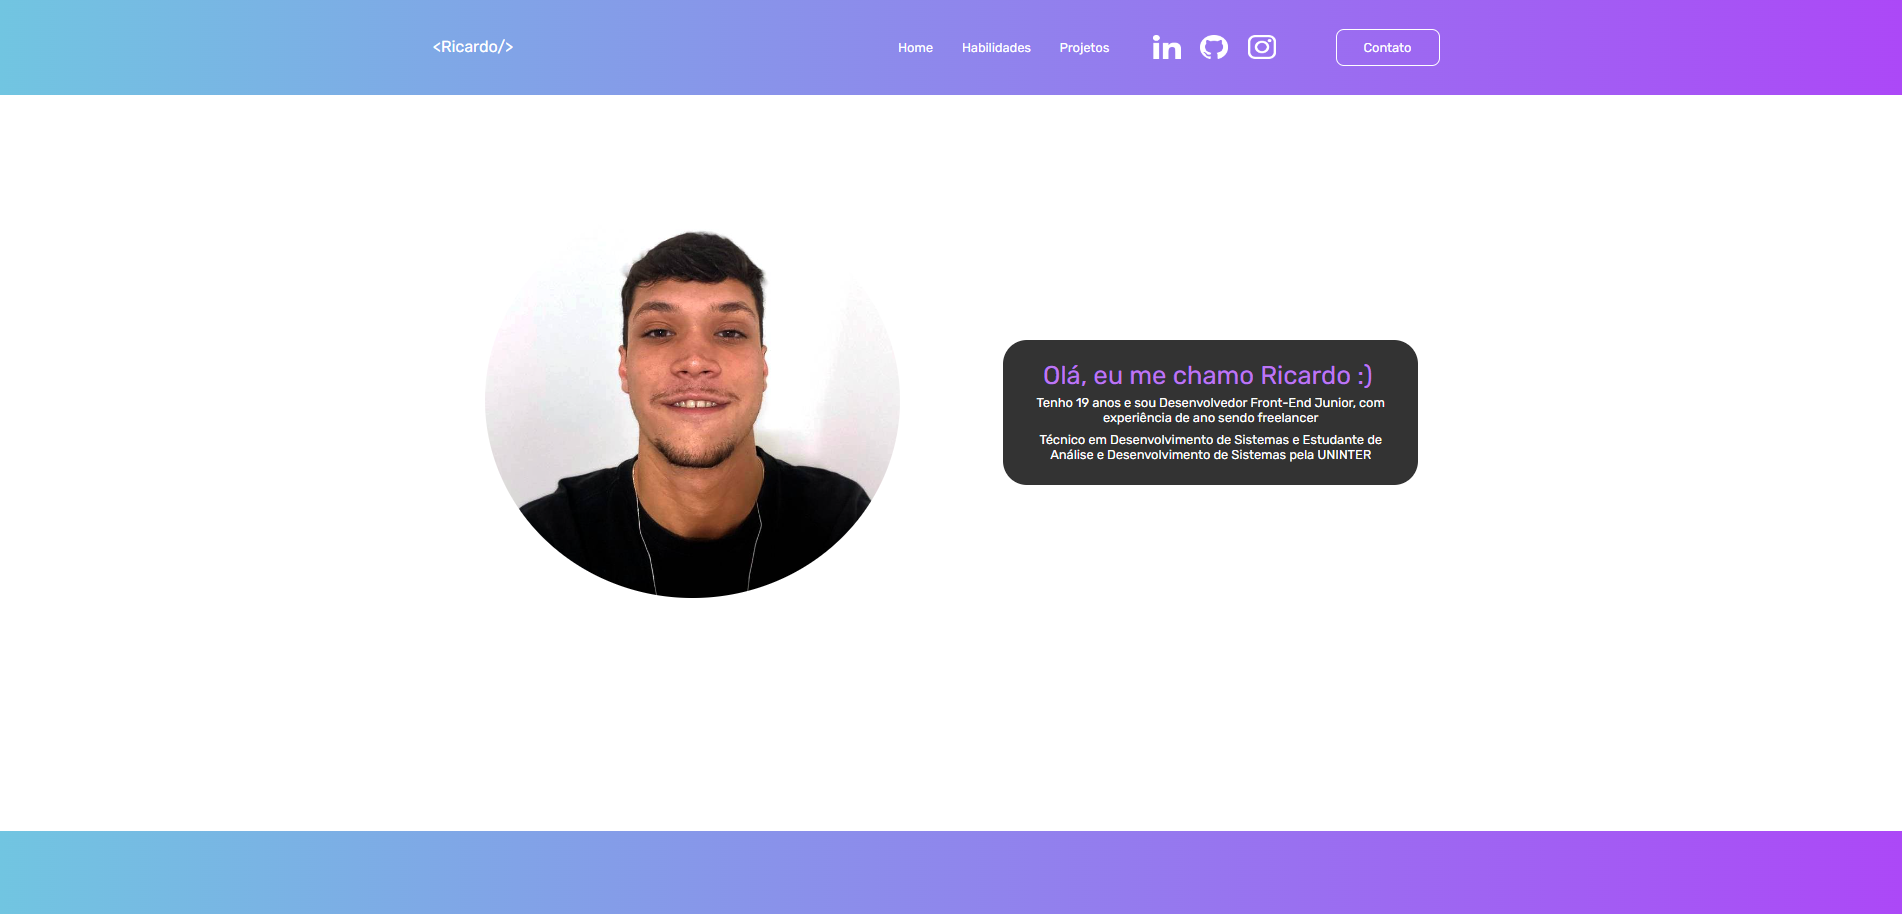 <Ricardo/>
Home
Habilidades
Projetos
in
Contato
Olá, eu me chamo Ricardo :)
Tenho 19 anos e sou Desenvolvedor Front-End Junior, com
experiência de ano sendo freelancer
Técnico em Desenvolvimento de Sistemas e Estudante de
Análise e Desenvolvimento de Sistemas pela UNINTER